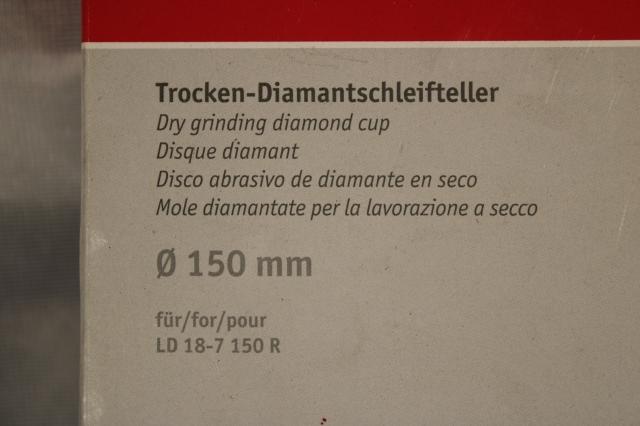 Trocken-Diamantschleifteller
Dry grinding diamond cup
Disque diamant
Disco abrasivo de diamante en seco
Mole diamantate per la lavorazione a secco
Ø 150 mm
für/for/pour
LD 18-7 150 R